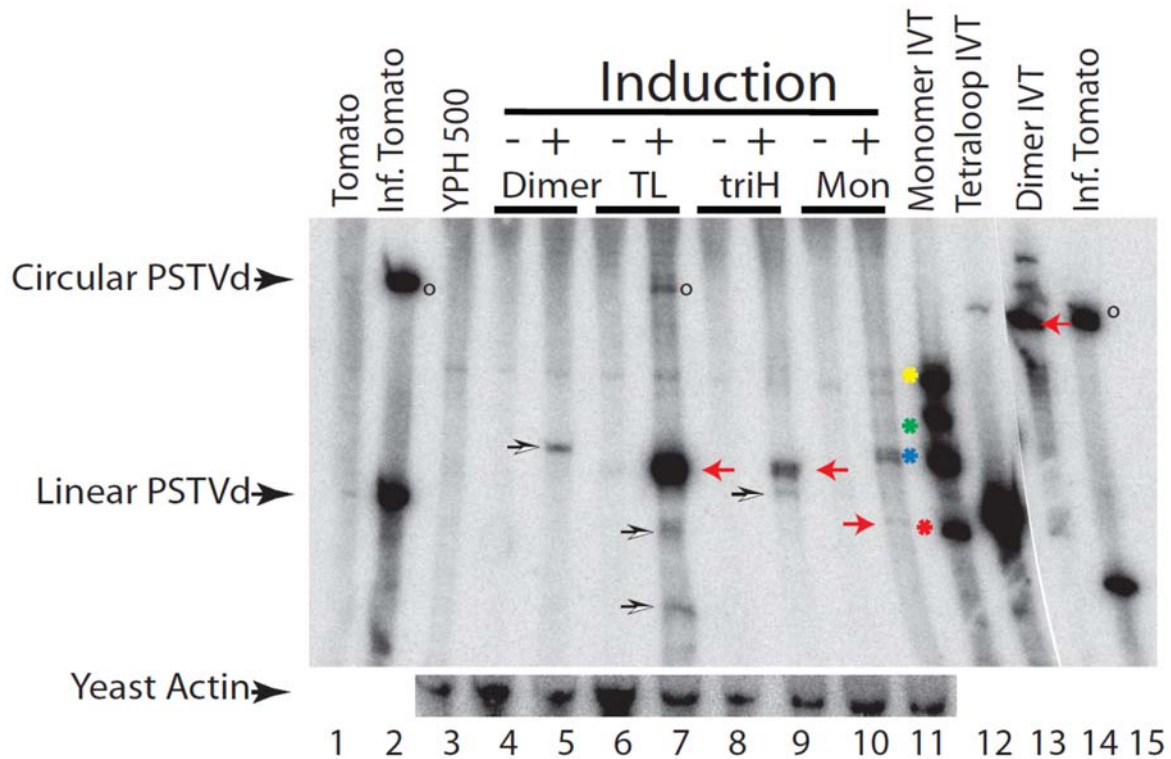 Induction
Tomato
Inf. Tomato
YPH 500
- + - + - + - +
Dimer TL triH Mon
Monomer IVT
Tetraloop IVT
Dimer IVT
Inf. Tomato
Circular PSTVd
Linear PSTVd
Yeast Actin
1 2 3 4 5 6 7 8 9 10 11 12 13 14 15